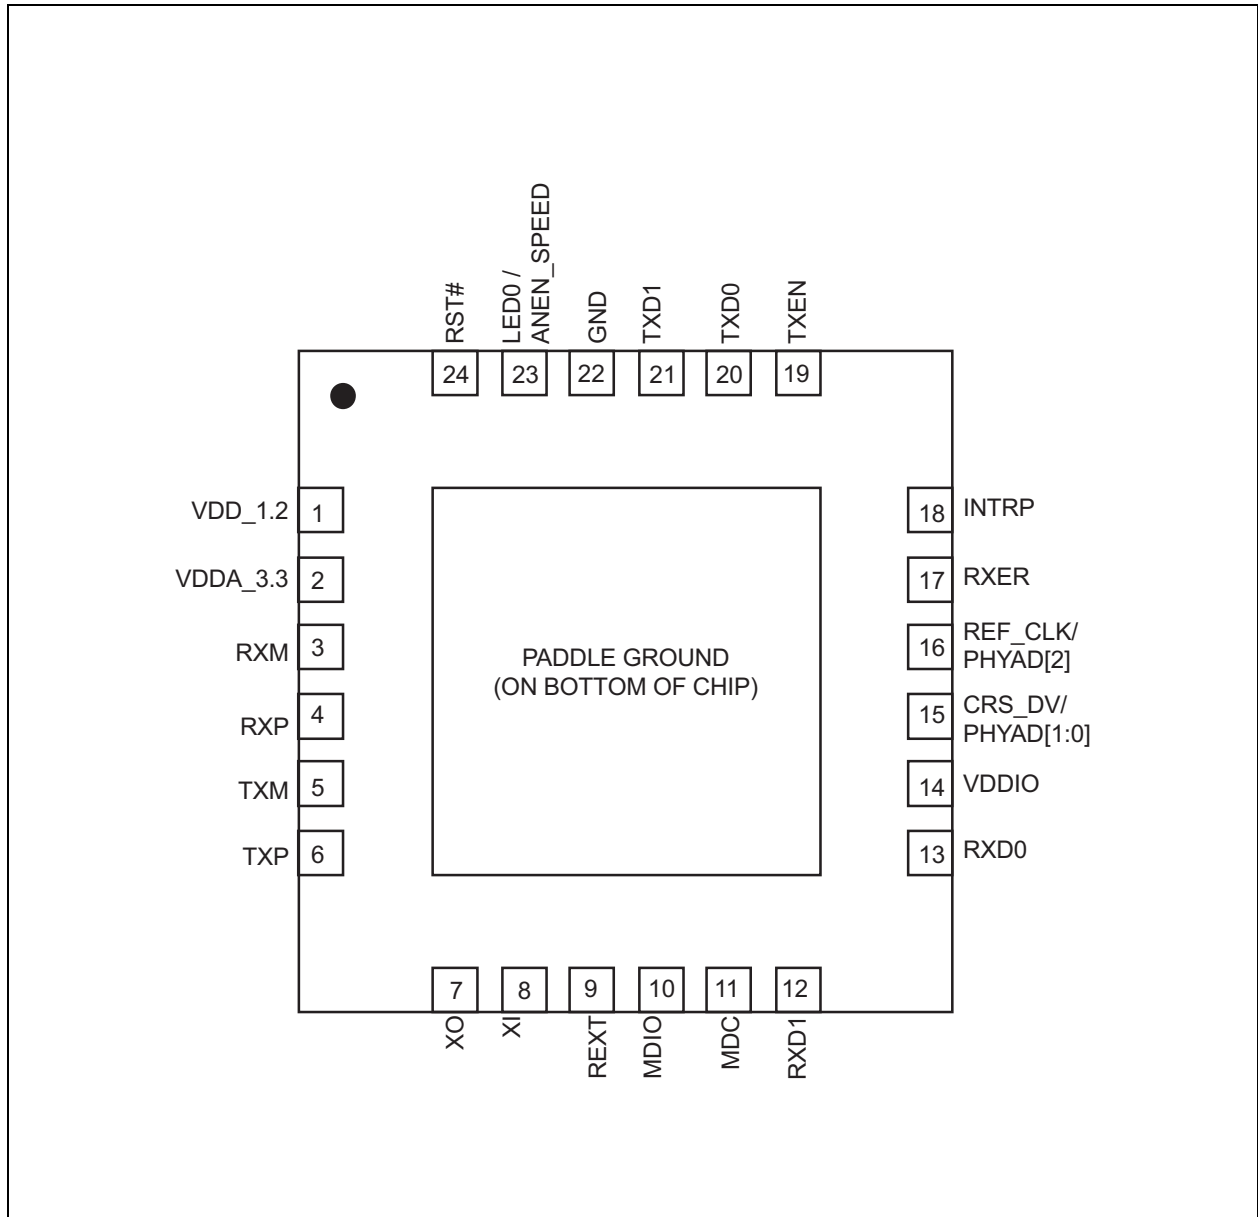 RST#
LED0 /
ANEN_SPEED
GND
TXD1
TXD0
TXEN
24
23
22
21
20
19
VDD_1.2
1
VDDA_3.3
2
RXM
3
RXP
4
TXM
5
TXP
6
PADDLE GROUND
(ON BOTTOM OF CHIP)
18
INTRP
17
RXER
16
REF_CLK/
PHYAD[2]
15
CRS_DV/
PHYAD[1:0]
14
VDDIO
13
RXD0
7
8
9
10
11
12
XO
XI
REXT
MDIO
MDC
RXD1